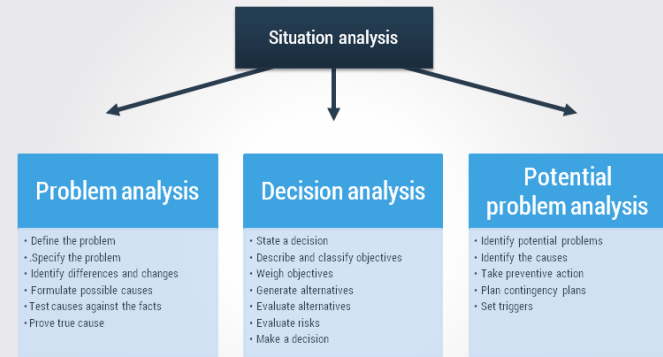 Situation analysis
Problem analysis
• Define the problem
• .Specify the problem
• Identify differences and changes
• Formulate possible causes
• Test causes against the facts
• Prove true cause
Decision analysis
• State a decision
• Describe and classify objectives
• Weigh objectives
• Generate alternatives
• Evaluate alternatives
• Evaluate risks
• Make a decision
Potential
problem analysis
• Identify potential problems
• Identify the causes
• Take preventive action
• Plan contingency plans
• Set triggers